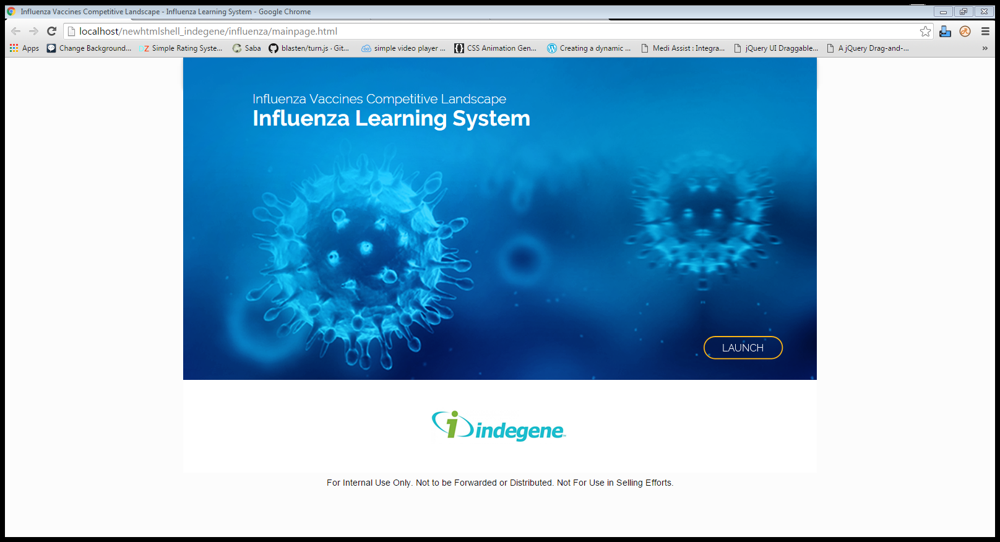 Influenza Vaccines Competitive Landscape - Influenza Learning System - Google Chrome
localhost/newhtmlshell_indegene/influenza/mainpage.html
Apps Change Background... Simple Rating Syste... Saba blasten/turn.js · Git... simple video player ... CSS Animation Gen... Creating a dynamic ... Medi Assist : Integra... jQuery UI Draggable... A jQuery Drag-and-... »
Influenza Vaccines Competitive Landscape
Influenza Learning System
LAUNCH
indegene™
For Internal Use Only. Not to be Forwarded or Distributed. Not For Use in Selling Efforts.